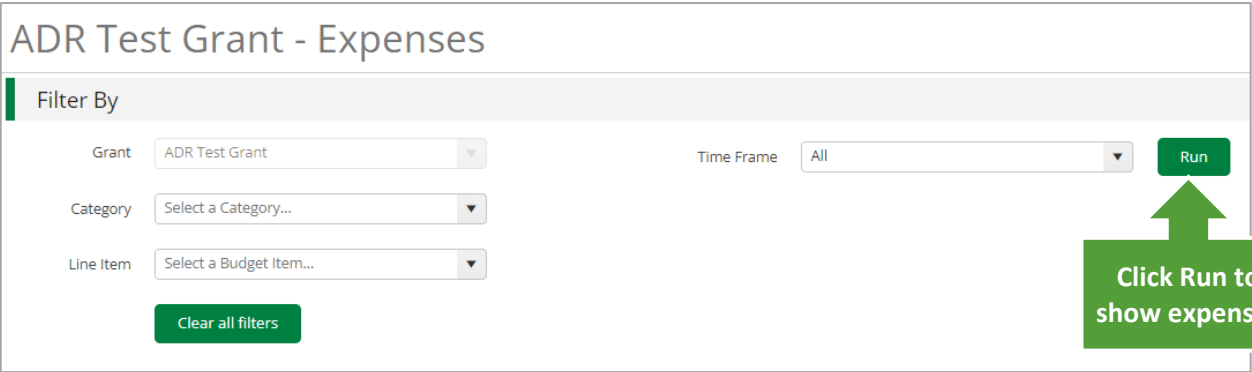 ADR Test Grant - Expenses
Filter By
Grant ADR Test Grant
Time Frame All Run
Category Select a Category...
Line Item Select a Budget Item...
Clear all filters
Click Run to
show expens